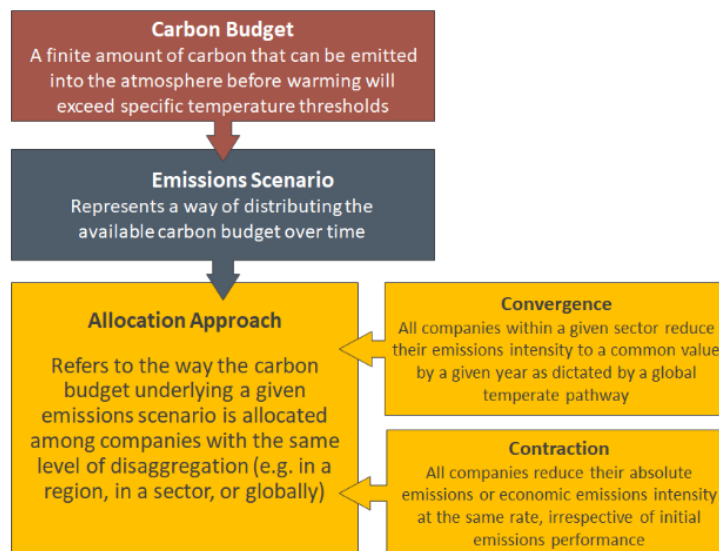 Carbon Budget
A finite amount of carbon that can be emitted
into the atmosphere before warming will
exceed specific temperature thresholds
Emissions Scenario
Represents a way of distributing the
available carbon budget over time
Allocation Approach
Refers to the way the carbon
budget underlying a given
emissions scenario is allocated
among companies with the same
level of disaggregation (e.g. in a
region, in a sector, or globally)
Convergence
All companies within a given sector reduce
their emissions intensity to a common value
by a given year as dictated by a global
temperate pathway
Contraction
All companies reduce their absolute
emissions or economic emissions intensity
at the same rate, irrespective of initial
emissions performance